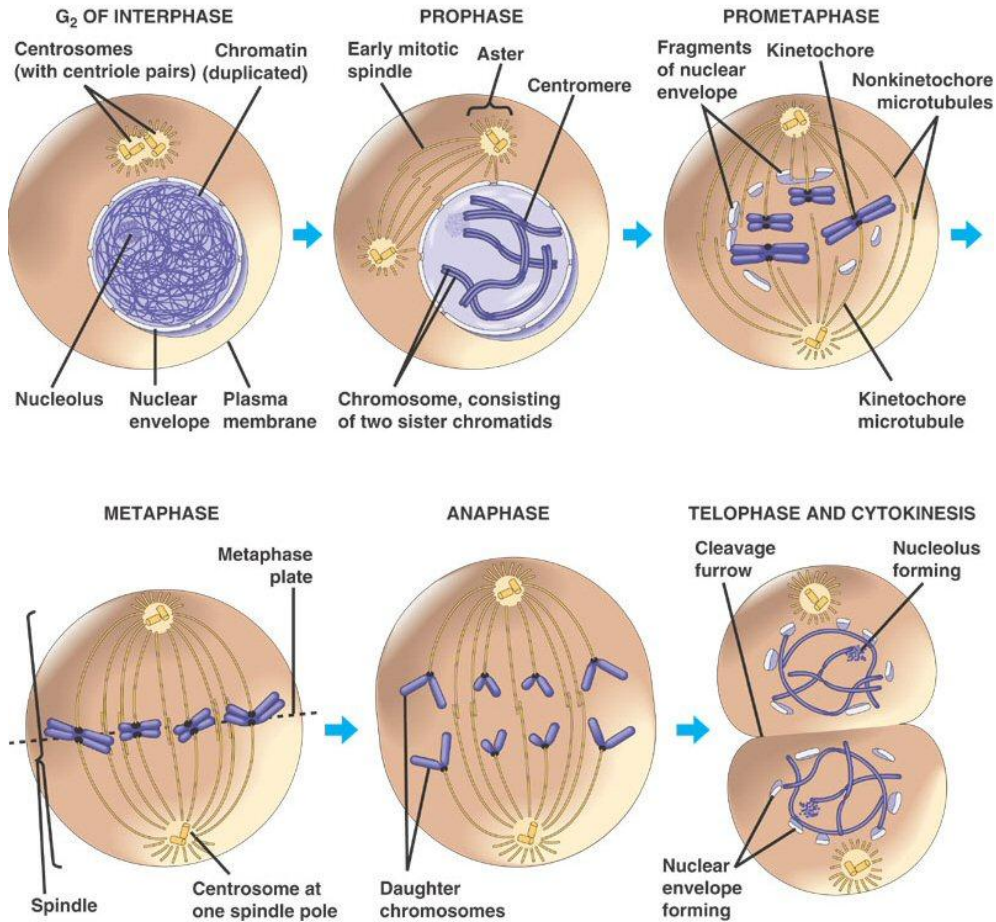 G2 OF INTERPHASE
PROPHASE
PROMETAPHASE
Centrosomes
(with centriole pairs)
Chromatin
(duplicated)
Early mitotic
spindle
Aster
Centromere
Fragments
of nuclear
envelope
Kinetochore
Nonkinetochore
microtubules
Nucleolus
Nuclear
envelope
Plasma
membrane
Chromosome, consisting
of two sister chromatids
Kinetochore
microtubule
METAPHASE
ANAPHASE
TELOPHASE AND CYTOKINESIS
Metaphase
plate
Cleavage
furrow
Nucleolus
forming
Spindle
Centrosome at
one spindle pole
Daughter
chromosomes
Nuclear
envelope
forming